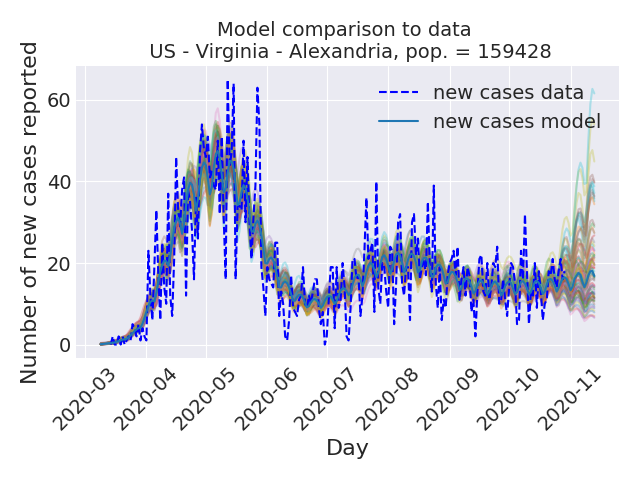 Model comparison to data
US - Virginia - Alexandria, pop. = 159428
Number of new cases reported
60
40
20
0
new cases data
new cases model
2020-03
2020-04
2020-05
2020-06
2020-07
2020-08
2020-09
2020-10
2020-11
Day